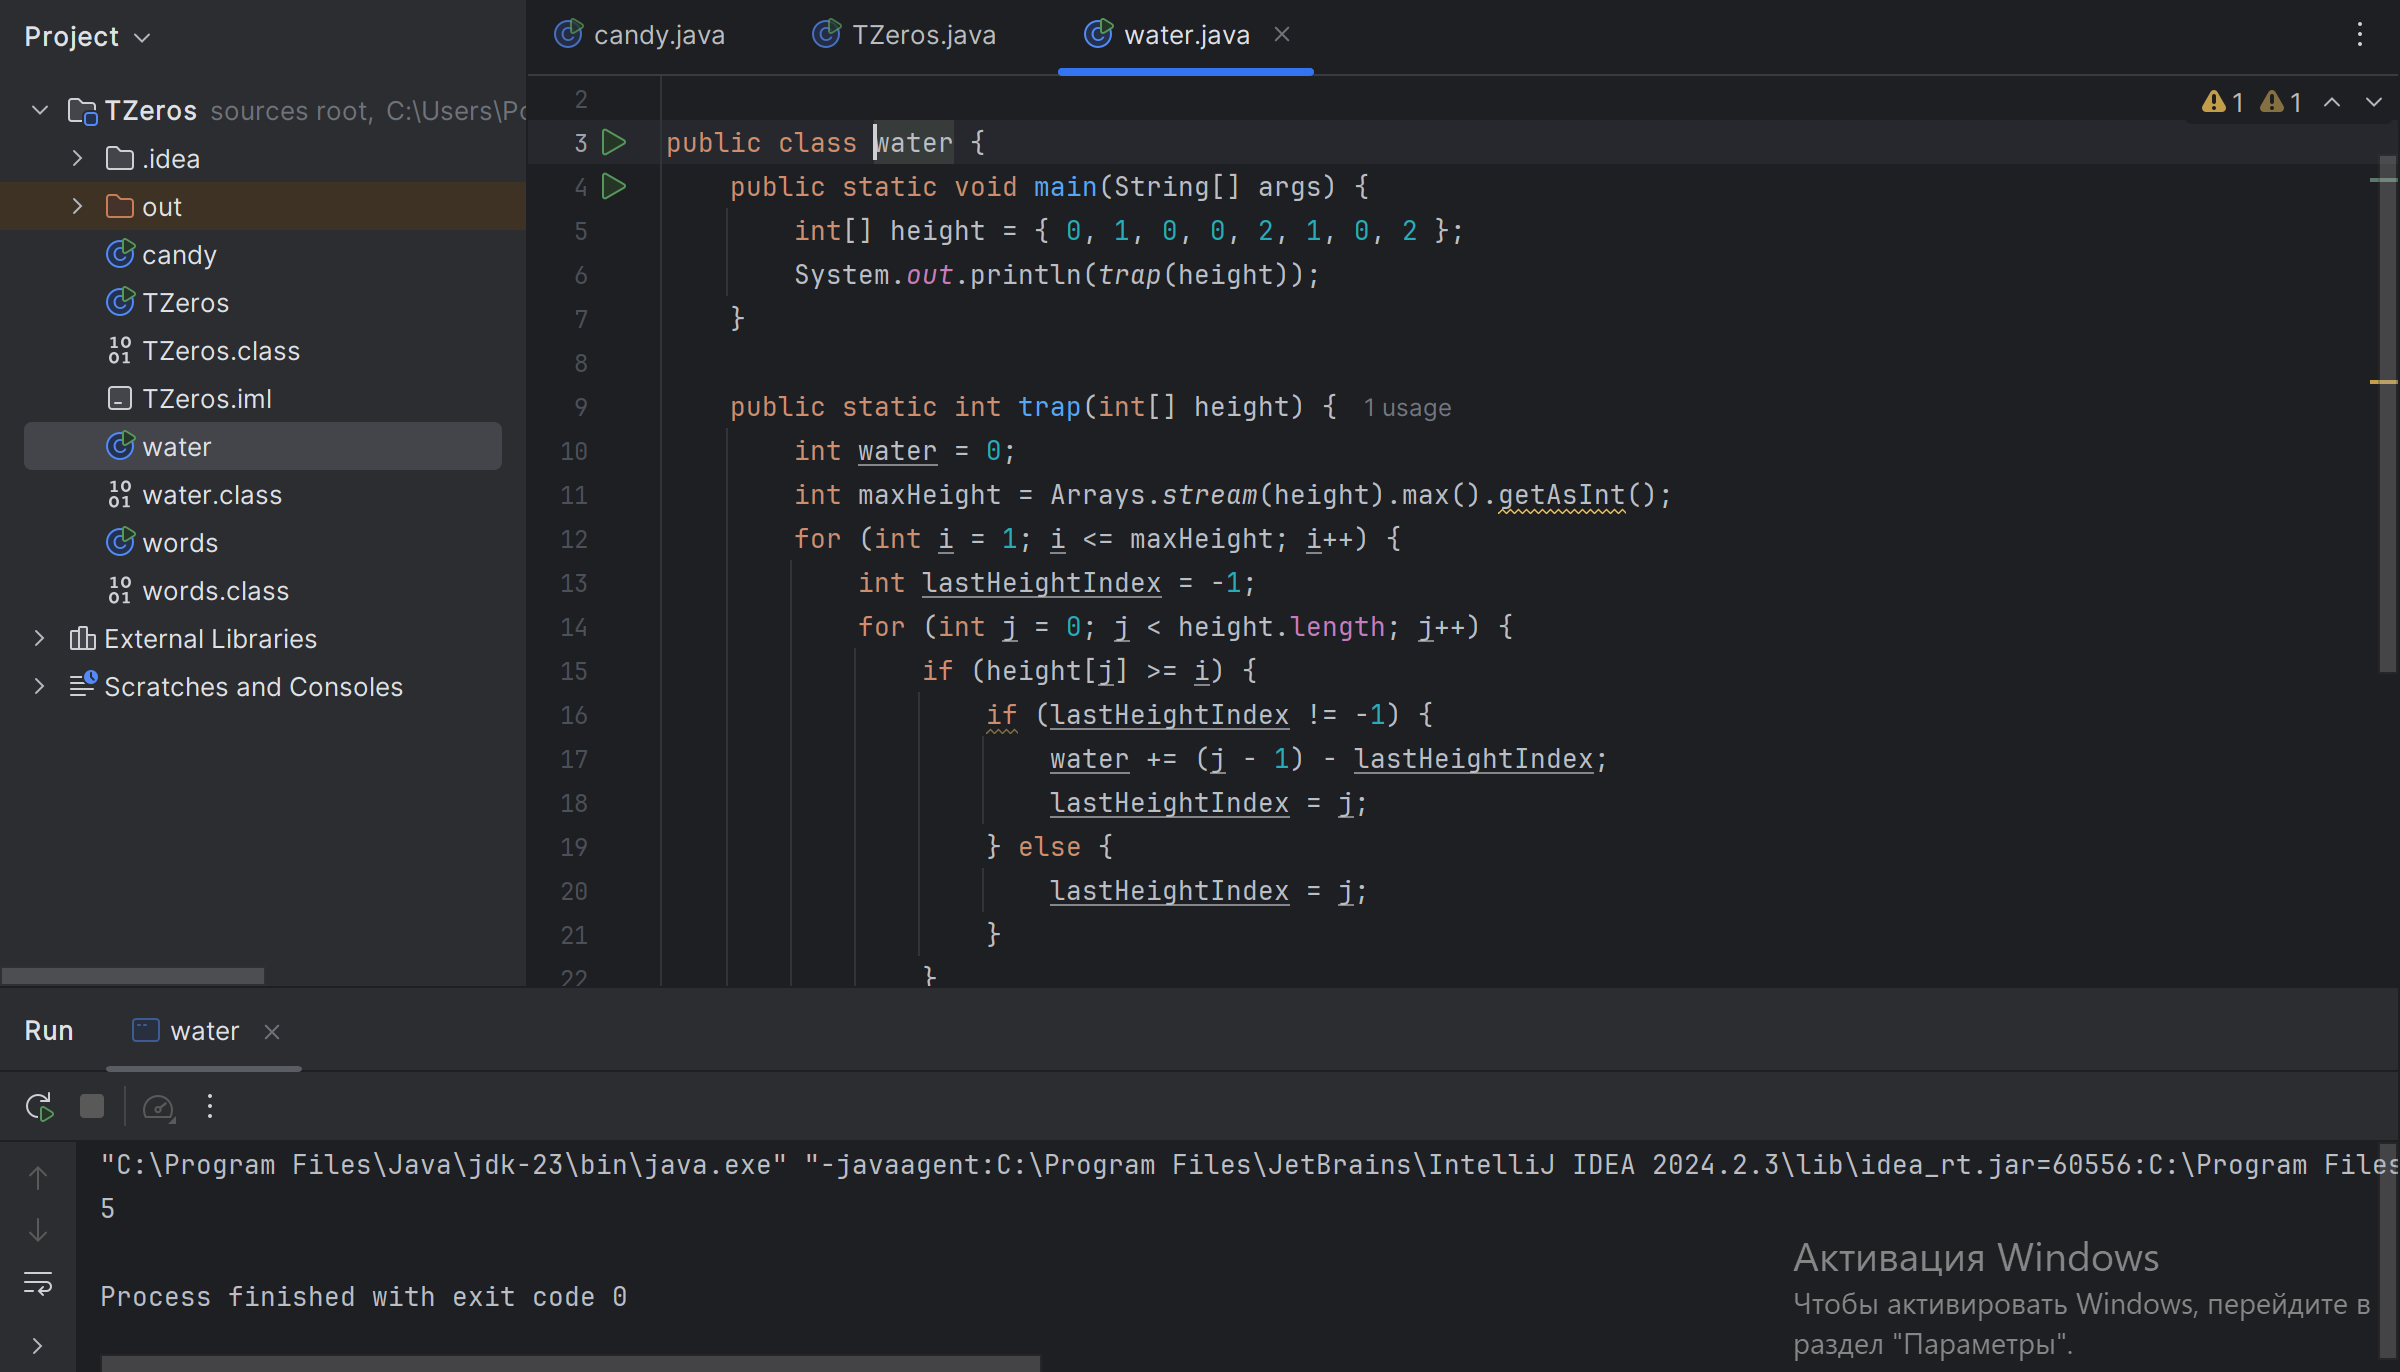 Project
TZeros sources root, C:\Users\Po
.idea
out
candy
TZeros
TZeros.class
TZeros.iml
water
water.class
words
words.class
External Libraries
Scratches and Consoles
candy.java TZeros.java water.java
1 1
2
3 public class water {
4 public static void main(String[] args) {
5 int[] height = { 0, 1, 0, 0, 2, 1, 0, 2 };
6 System.out.println(trap(height));
7 }
8
9 public static int trap(int[] height) { 1 usage
10 int water = 0;
11 int maxHeight = Arrays.stream(height).max().getAsInt();
12 for (int i = 1; i <= maxHeight; i++) {
13 int lastHeightIndex = -1;
14 for (int j = 0; j < height.length; j++) {
15 if (height[j] >= i) {
16 if (lastHeightIndex != -1) {
17 water += (j - 1) - lastHeightIndex;
18 lastHeightIndex = j;
19 } else {
20 lastHeightIndex = j;
21 }
22 }
Run water
"C:\Program Files\Java\jdk-23\bin\java.exe" "-javaagent:C:\Program Files\JetBrains\IntelliJ IDEA 2024.2.3\lib\idea_rt.jar=60556:C:\Program Files
5
Process finished with exit code 0
Активация Windows
Чтобы активировать Windows, перейдите в
раздел "Параметры".